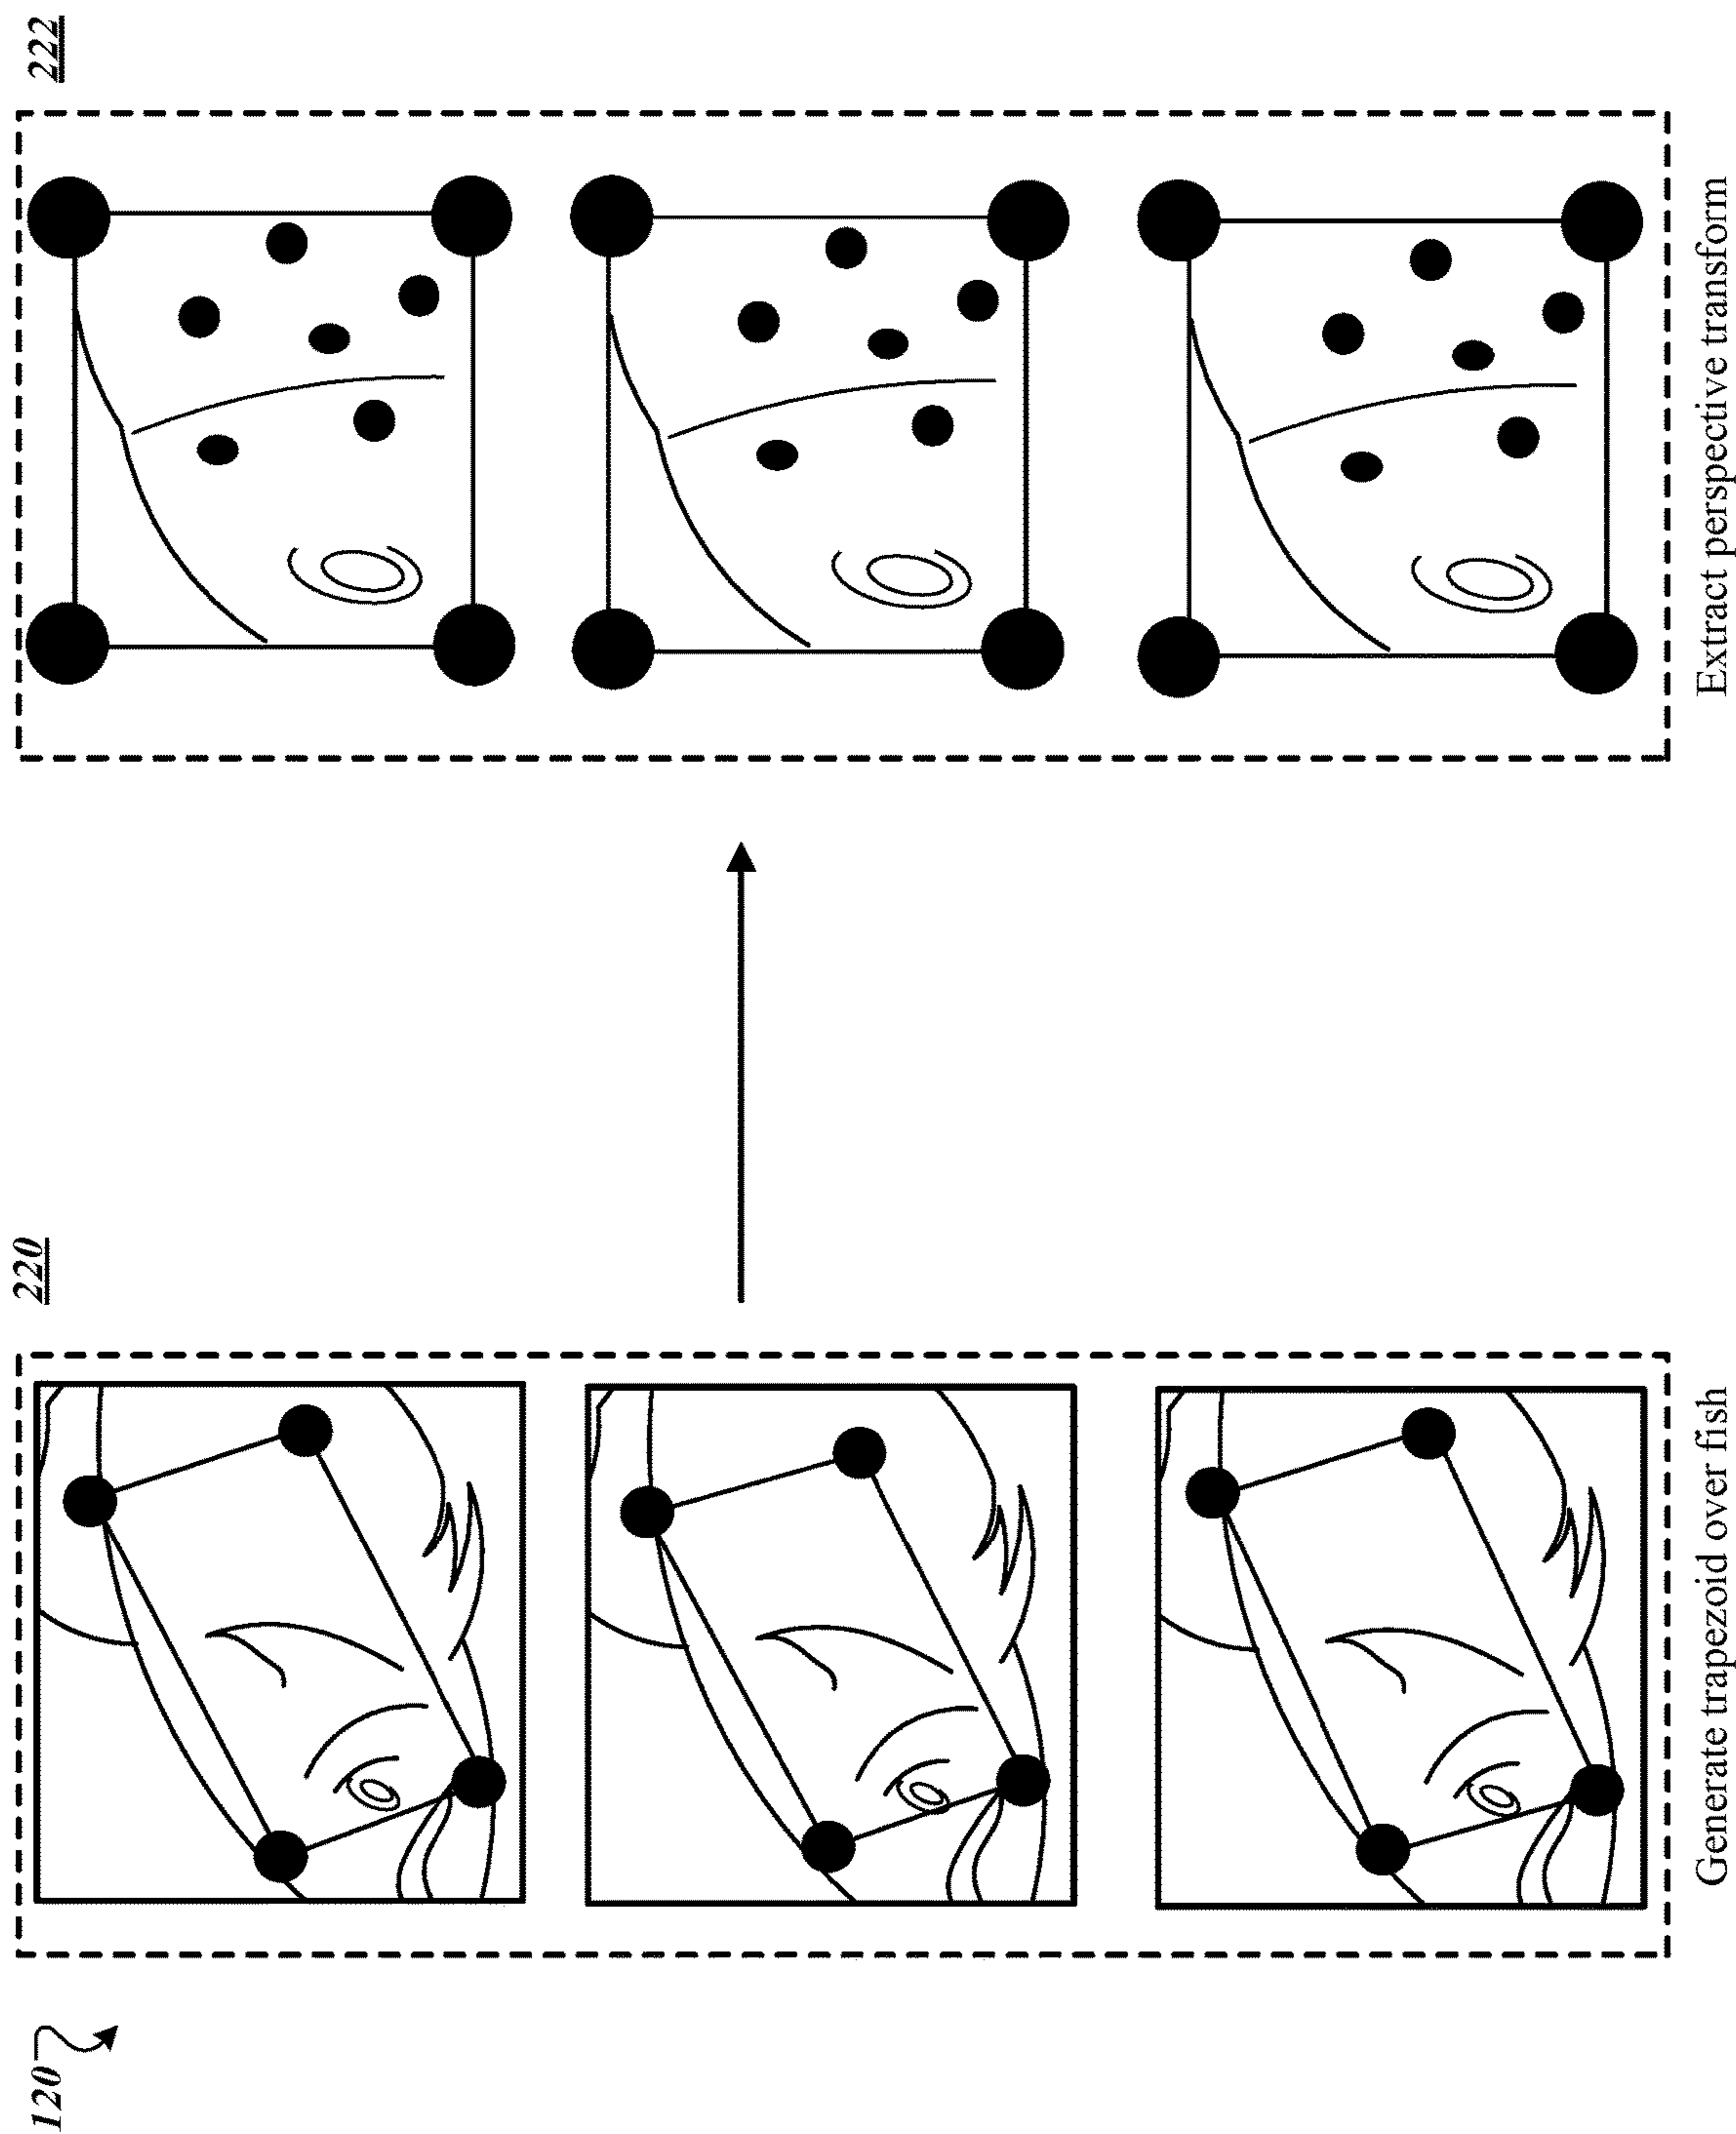 120
220
222
Generate trapezoid over fish
Extract perspective transform